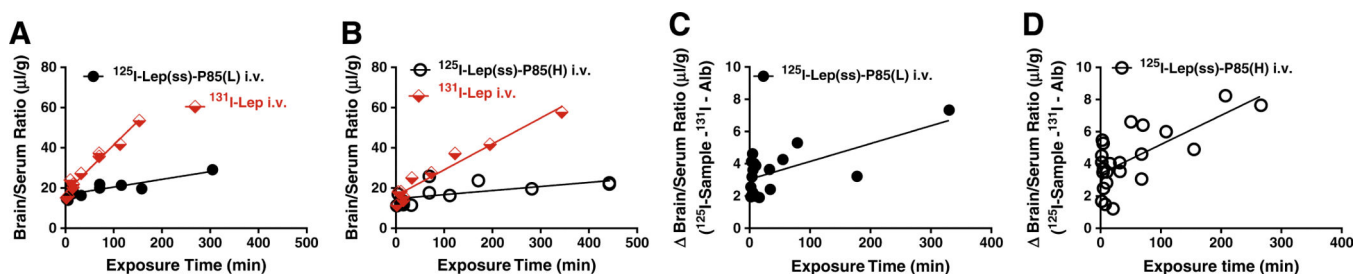 A
Brain/Serum Ratio (µl/g)
80
60
40
20
0
¹²⁵I-Lep(ss)-P85(L) i.v.
¹³¹I-Lep i.v.
0 100 200 300 400 500
Exposure Time (min)
B
Brain/Serum Ratio (µl/g)
80
60
40
20
0
¹²⁵I-Lep(ss)-P85(H) i.v.
¹³¹I-Lep i.v.
0 100 200 300 400 500
Exposure Time (min)
C
Δ Brain/Serum Ratio (µl/g)
(¹²⁵I-Sample -¹³¹I - Alb)
10
8
6
4
2
0
¹²⁵I-Lep(ss)-P85(L) i.v.
0 100 200 300 400
Exposure Time (min)
D
Δ Brain/Serum Ratio (µl/g)
(¹²⁵I-Sample -¹³¹I - Alb)
10
8
6
4
2
0
¹²⁵I-Lep(ss)-P85(H) i.v.
0 100 200 300 400
Exposure time (min)